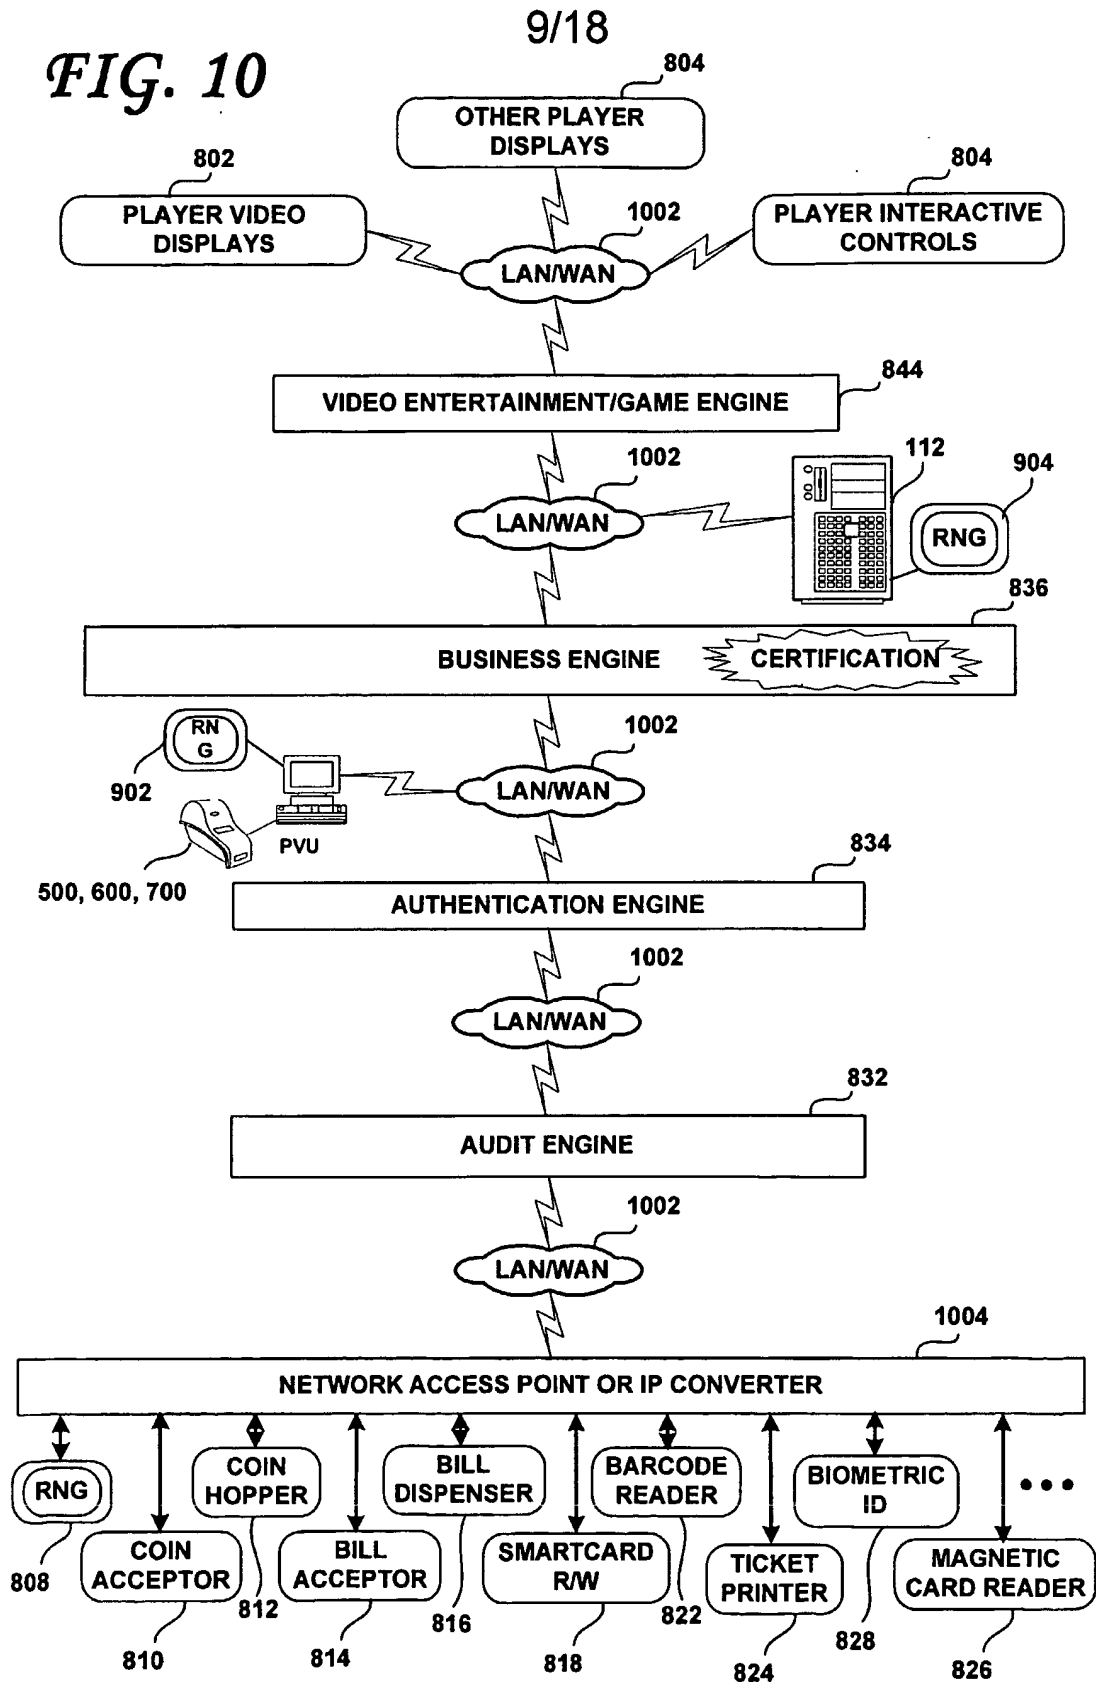 9/18
FIG. 10
804
OTHER PLAYER
DISPLAYS
802
PLAYER VIDEO
DISPLAYS
804
PLAYER INTERACTIVE
CONTROLS
1002
LAN/WAN
844
VIDEO ENTERTAINMENT/GAME ENGINE
1002
LAN/WAN
112
904
RNG
836
BUSINESS ENGINE
CERTIFICATION
RN
G
902
PVU
500, 600, 700
1002
LAN/WAN
834
AUTHENTICATION ENGINE
1002
LAN/WAN
832
AUDIT ENGINE
1002
LAN/WAN
1004
NETWORK ACCESS POINT OR IP CONVERTER
RNG
808
COIN
ACCEPTOR
810
COIN
HOPPER
812
BILL
ACCEPTOR
814
BILL
DISPENSER
816
SMARTCARD
R/W
818
BARCODE
READER
822
TICKET
PRINTER
824
BIOMETRIC
ID
828
MAGNETIC
CARD READER
826